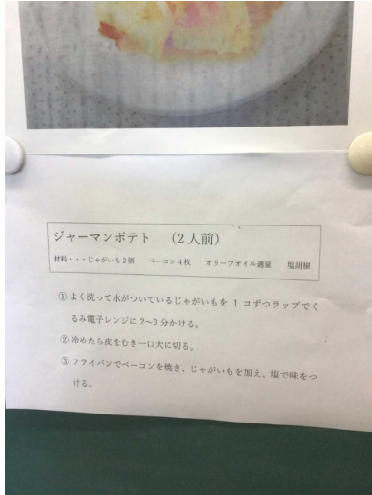 ジャーマンポテト　（2人前）
材料・・・じゃがいも2個　ベーコン4枚　オリーブオイル適量　塩胡椒
① よく洗って水がついているじゃがいもを 1 コずつラップでく
るみ電子レンジに2～3分かける。
② 冷めたら皮をむき一口大に切る。
③ フライパンでベーコンを焼き、じゃがいもを加え、塩で味をつ
ける。